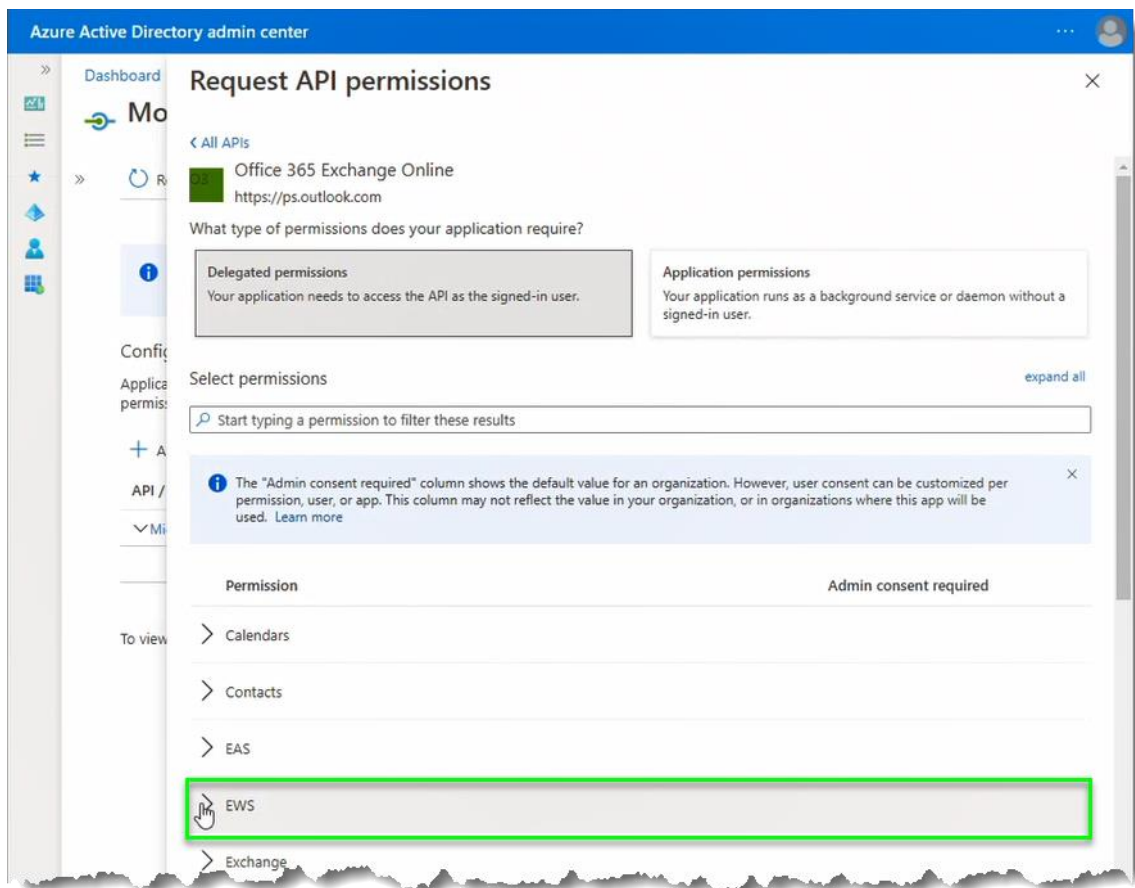 Azure Active Directory admin center
Dashboard
Request API permissions
Mo
All APIs
Office 365 Exchange Online
https://ps.outlook.com
What type of permissions does your application require?
Delegated permissions
Your application needs to access the API as the signed-in user.
Application permissions
Your application runs as a background service or daemon without a
signed-in user.
Config
Applica
permiss
Select permissions
expand all
Start typing a permission to filter these results
A
API /
The "Admin consent required" column shows the default value for an organization. However, user consent can be customized per
permission, user, or app. This column may not reflect the value in your organization, or in organizations where this app will be
used. Learn more
Mi
Permission
Admin consent required
To view
Calendars
Contacts
EAS
EWS
Exchange